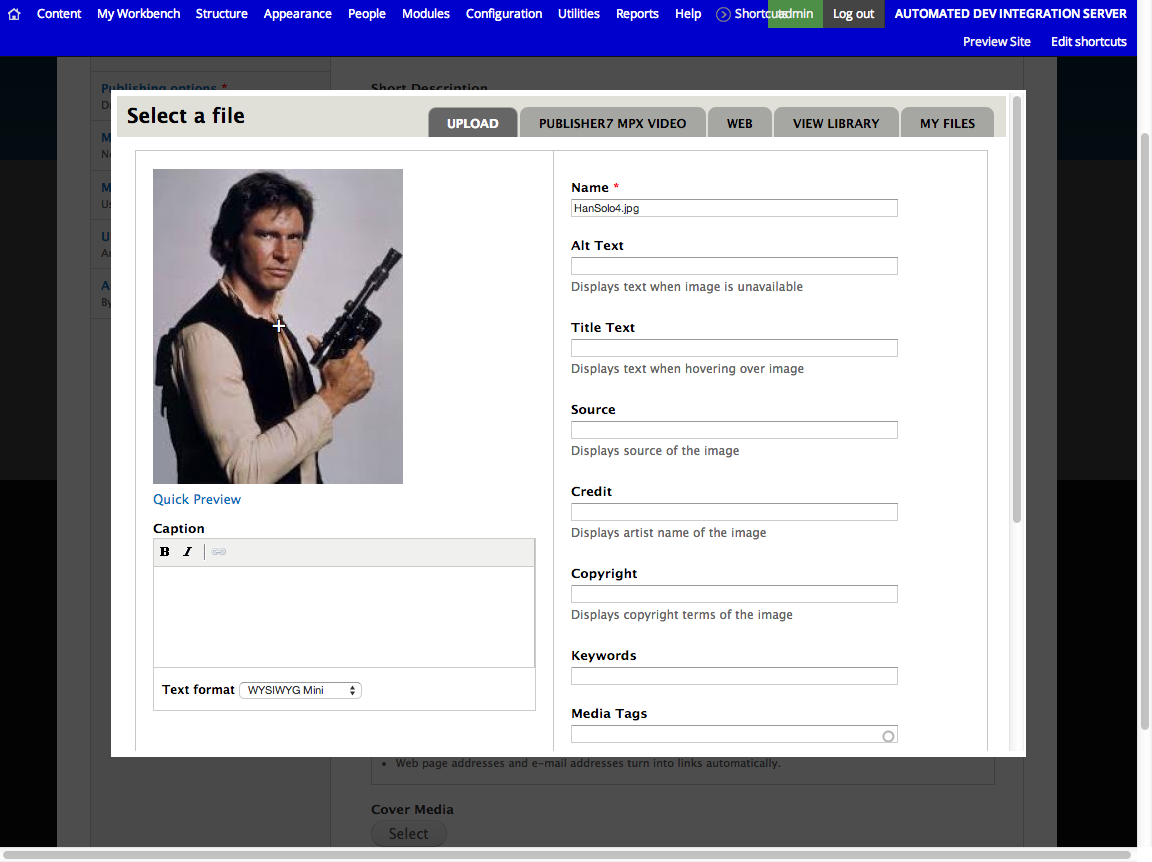 Content My Workbench Structure Appearance People Modules Configuration Utilities Reports Help Shortcuts admin Log out AUTOMATED DEV INTEGRATION SERVER
Preview Site Edit shortcuts
Publishing options *
Short Description
Select a file
UPLOAD PUBLISHER7 MPX VIDEO WEB VIEW LIBRARY MY FILES
Name *
HanSolo4.jpg
Alt Text
Displays text when image is unavailable
Title Text
Displays text when hovering over image
Source
Displays source of the image
Quick Preview
Credit
Displays artist name of the image
Caption
B I
Copyright
Displays copyright terms of the image
Keywords
Text format WYSIWYG Mini
Media Tags
Web page addresses and e-mail addresses turn into links automatically.
Cover Media
Select